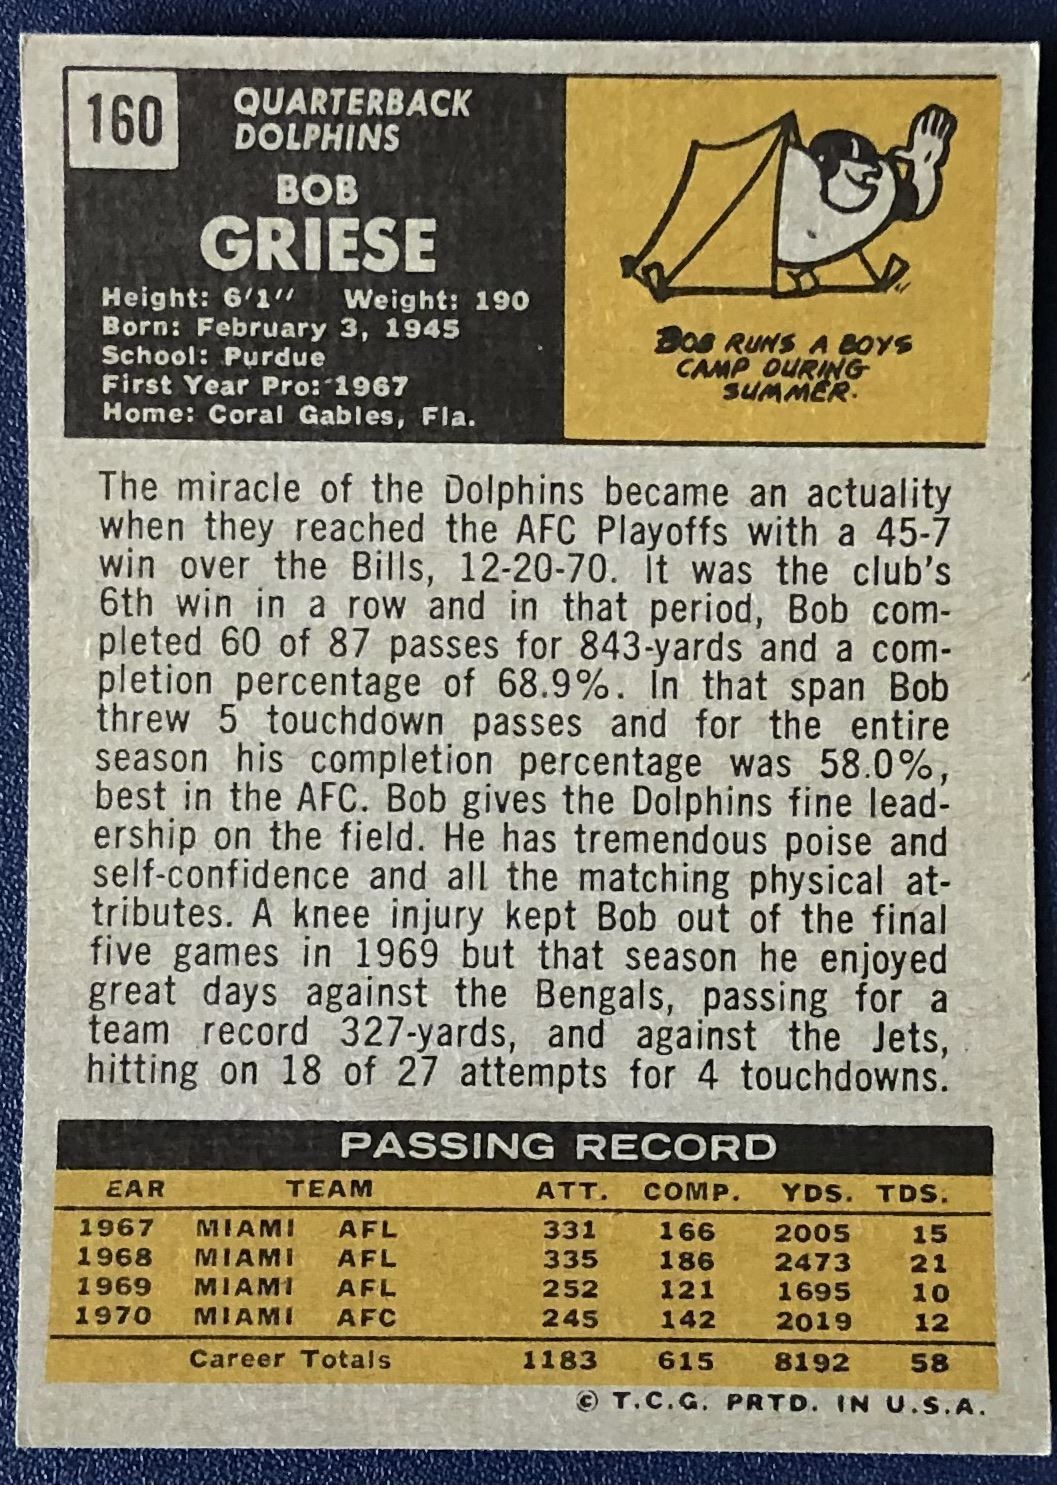 160
QUARTERBACK
DOLPHINS
BOB
GRIESE
Height: 6'1" Weight: 190
Born: February 3, 1945
School: Purdue
First Year Pro: 1967
Home: Coral Gables, Fla.
BOB RUNS A BOYS
CAMP DURING
SUMMER.
The miracle of the Dolphins became an actuality
when they reached the AFC Playoffs with a 45-7
win over the Bills, 12-20-70. It was the club's
6th win in a row and in that period, Bob com-
pleted 60 of 87 passes for 843-yards and a com-
pletion percentage of 68.9%. In that span Bob
threw 5 touchdown passes and for the entire
season his completion percentage was 58.0%,
best in the AFC. Bob gives the Dolphins fine lead-
ership on the field. He has tremendous poise and
self-confidence and all the matching physical at-
tributes. A knee injury kept Bob out of the final
five games in 1969 but that season he enjoyed
great days against the Bengals, passing for a
team record 327-yards, and against the Jets,
hitting on 18 of 27 attempts for 4 touchdowns.
PASSING RECORD
EAR TEAM ATT. COMP. YDS. TDS.
1967 MIAMI AFL 331 166 2005 15
1968 MIAMI AFL 335 186 2473 21
1969 MIAMI AFL 252 121 1695 10
1970 MIAMI AFC 245 142 2019 12
Career Totals 1183 615 8192 58
© T.C.G. PRTD. IN U.S.A.